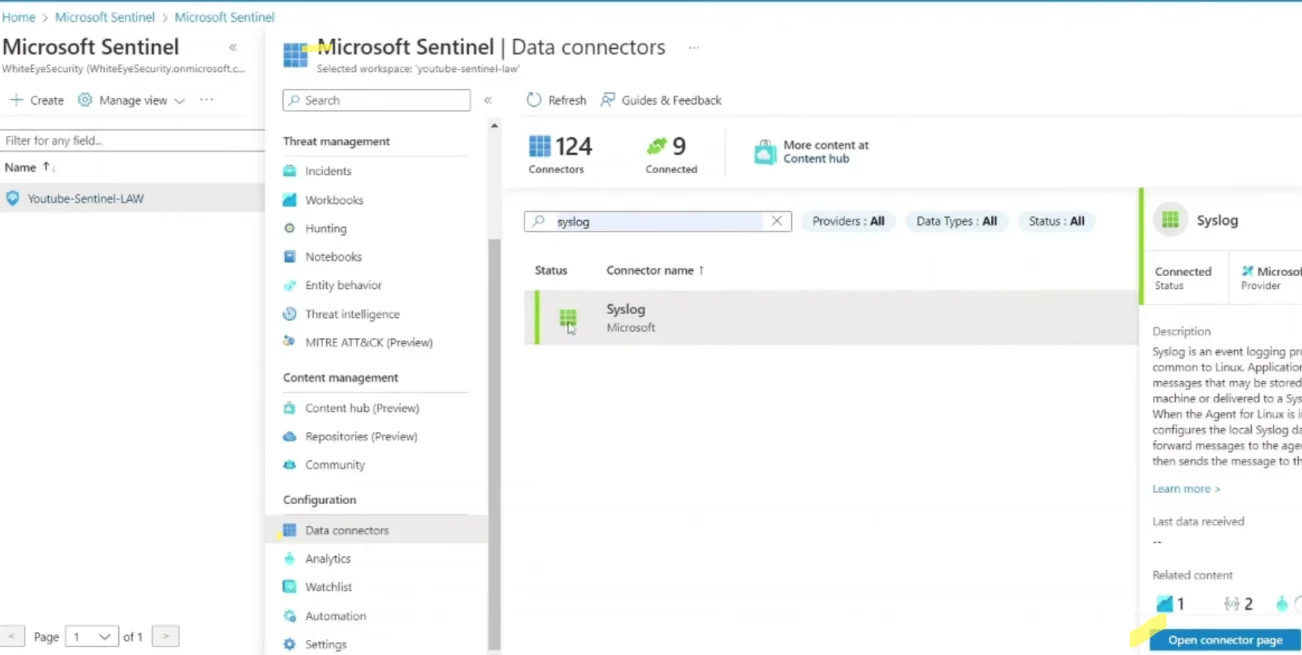 Home > Microsoft Sentinel > Microsoft Sentinel
Microsoft Sentinel «
WhiteEyeSecurity (WhiteEyeSecurity.onmicrosoft.c...
Create Manage view ...
Filter for any field...
Name ↑↓
Youtube-Sentinel-LAW
< Page 1 of 1 >
Microsoft Sentinel | Data connectors ...
Selected workspace: 'youtube-sentinel-law'
Search «
Threat management
Incidents
Workbooks
Hunting
Notebooks
Entity behavior
Threat intelligence
MITRE ATT&CK (Preview)
Content management
Content hub (Preview)
Repositories (Preview)
Community
Configuration
Data connectors
Analytics
Watchlist
Automation
Settings
Refresh Guides & Feedback
124
Connectors
9
Connected
More content at
Content hub
syslog
Providers : All Data Types : All Status : All
Status Connector name ↑
Syslog
Microsoft
Syslog
Connected
Status
Microsof
Provider
Description
Syslog is an event logging pro
common to Linux. Application
messages that may be stored
machine or delivered to a Sys
When the Agent for Linux is i
configures the local Syslog da
forward messages to the age
then sends the message to th
Learn more >
Last data received
--
Related content
1 2
Open connector page